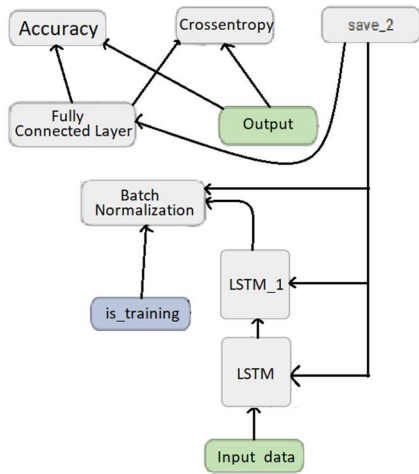 Accuracy
Crossentropy
save_2
Fully
Connected Layer
Output
Batch
Normalization
LSTM_1
is_training
LSTM
Input data